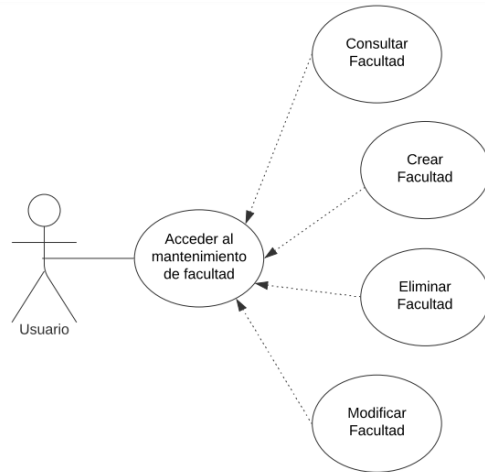 Consultar
Facultad
Crear
Facultad
Acceder al
mantenimiento
de facultad
Eliminar
Facultad
Usuario
Modificar
Facultad